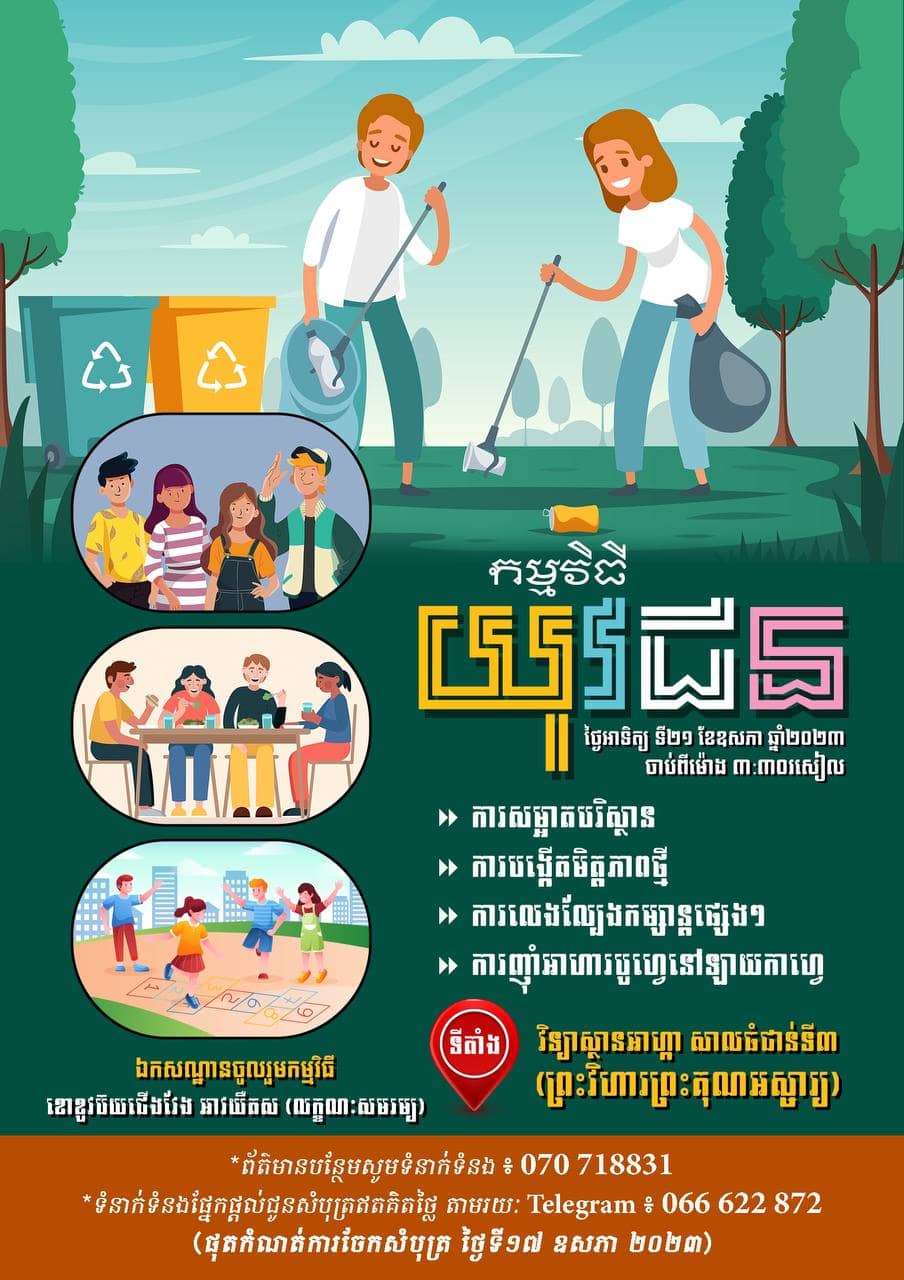 កម្មវិធី
យុវជន
ថ្ងៃអាទិត្យ ទី២១ ខែឧសភា ឆ្នាំ២០២៣
ចាប់ពីម៉ោង ៣:៣០រសៀល
ការសម្អាតបរិស្ថាន
ការបង្កើតមិត្តភាពថ្មី
ការលេងល្បែងកម្សាន្តផ្សេងៗ
ការញ៉ាំអាហារប៊ូហ្វេនៅឡាយកាហ្វេ
ទីតាំង
វិទ្យាស្ថានអាហ្កា សាលធំជាន់ទី៣
(ព្រះវិហារព្រះគុណអស្ចារ្យ)
ឯកសណ្ឋានចូលរួមកម្មវិធី
ខោខូវប៊យជើងវែង អាវយឺតស (លក្ខណៈសមរម្យ)
*ព័ត៌មានបន្ថែមសូមទំនាក់ទំនង ៖ 070 718831
*ទំនាក់ទំនងផ្នែកផ្តល់ជូនសំបុត្រឥតគិតថ្លៃ តាមរយៈ Telegram ៖ 066 622 872
(ផុតកំណត់ការចែកសំបុត្រ ថ្ងៃទី១៧ ឧសភា ២០២៣)